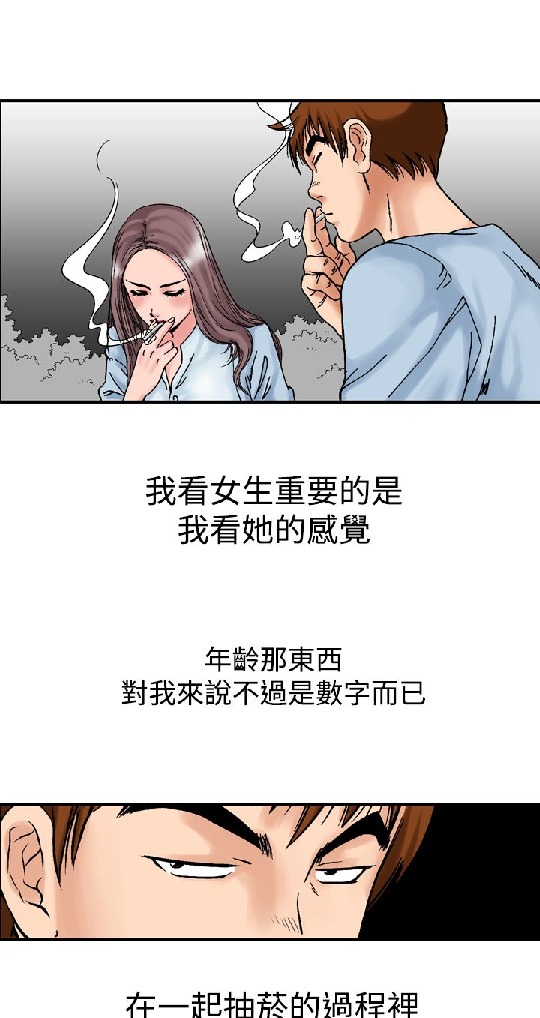 我看女生重要的是
我看她的感覺
年齡那東西
對我來說不過是數字而已
在一起抽菸的過程裡